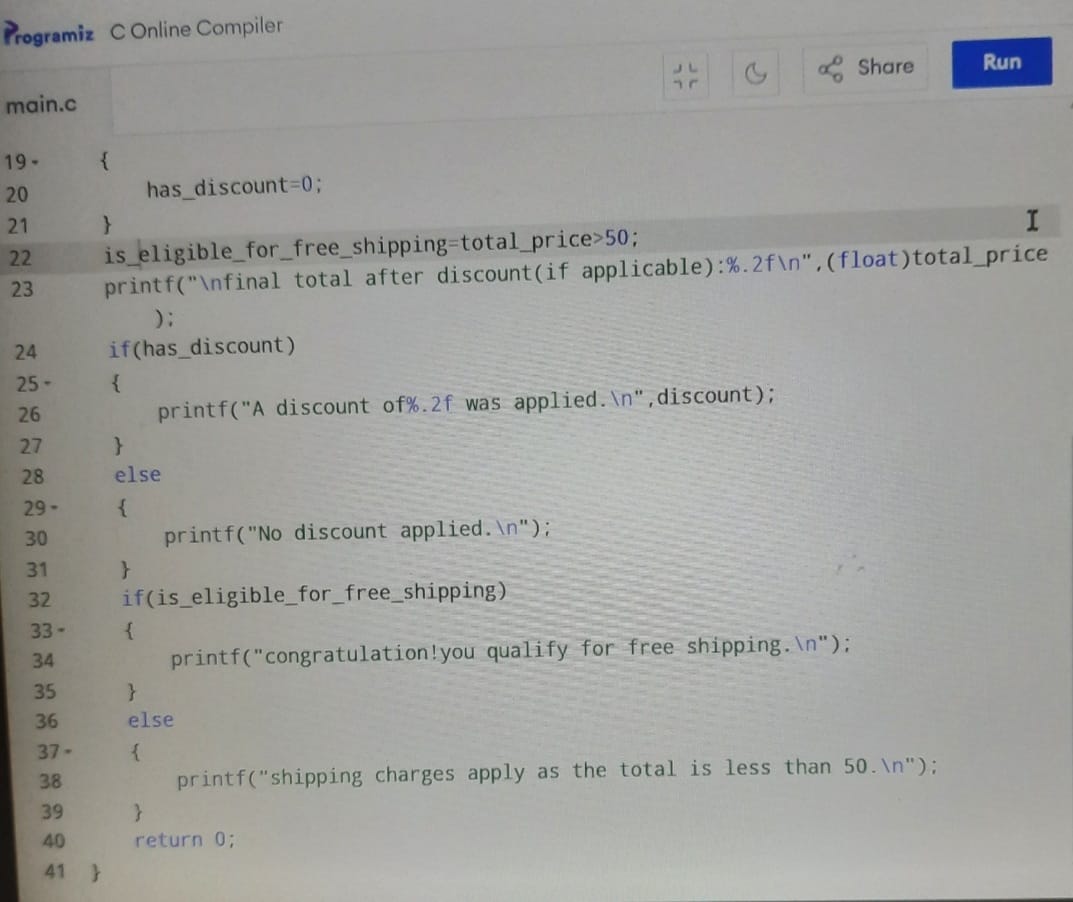 Programiz C Online Compiler
Share
Run
main.c
19 {
20 has_discount=0;
21 }
22 is_eligible_for_free_shipping=total_price>50;
23 printf("\nfinal total after discount(if applicable):%.2f\n",(float)total_price
);
24 if(has_discount)
25 {
26 printf("A discount of%.2f was applied.\n",discount);
27 }
28 else
29 {
30 printf("No discount applied.\n");
31 }
32 if(is_eligible_for_free_shipping)
33 {
34 printf("congratulation!you qualify for free shipping.\n");
35 }
36 else
37 {
38 printf("shipping charges apply as the total is less than 50.\n");
39 }
40 return 0;
41 }